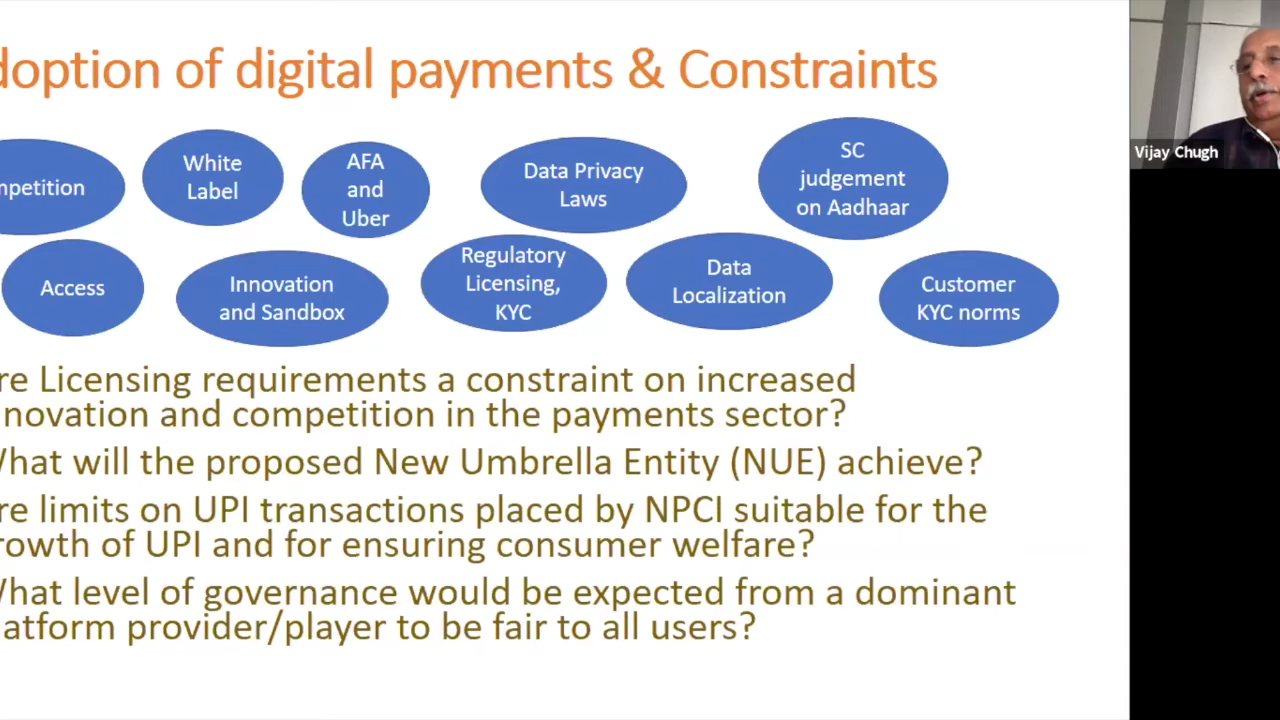 doption of digital payments & Constraints
mpetition
White
Label
AFA
and
Uber
Data Privacy
Laws
SC
judgement
on Aadhaar
Access
Innovation
and Sandbox
Regulatory
Licensing,
KYC
Data
Localization
Customer
KYC norms
re Licensing requirements a constraint on increased
novation and competition in the payments sector?
hat will the proposed New Umbrella Entity (NUE) achieve?
re limits on UPI transactions placed by NPCI suitable for the
rowth of UPI and for ensuring consumer welfare?
hat level of governance would be expected from a dominant
atform provider/player to be fair to all users?
Vijay Chugh